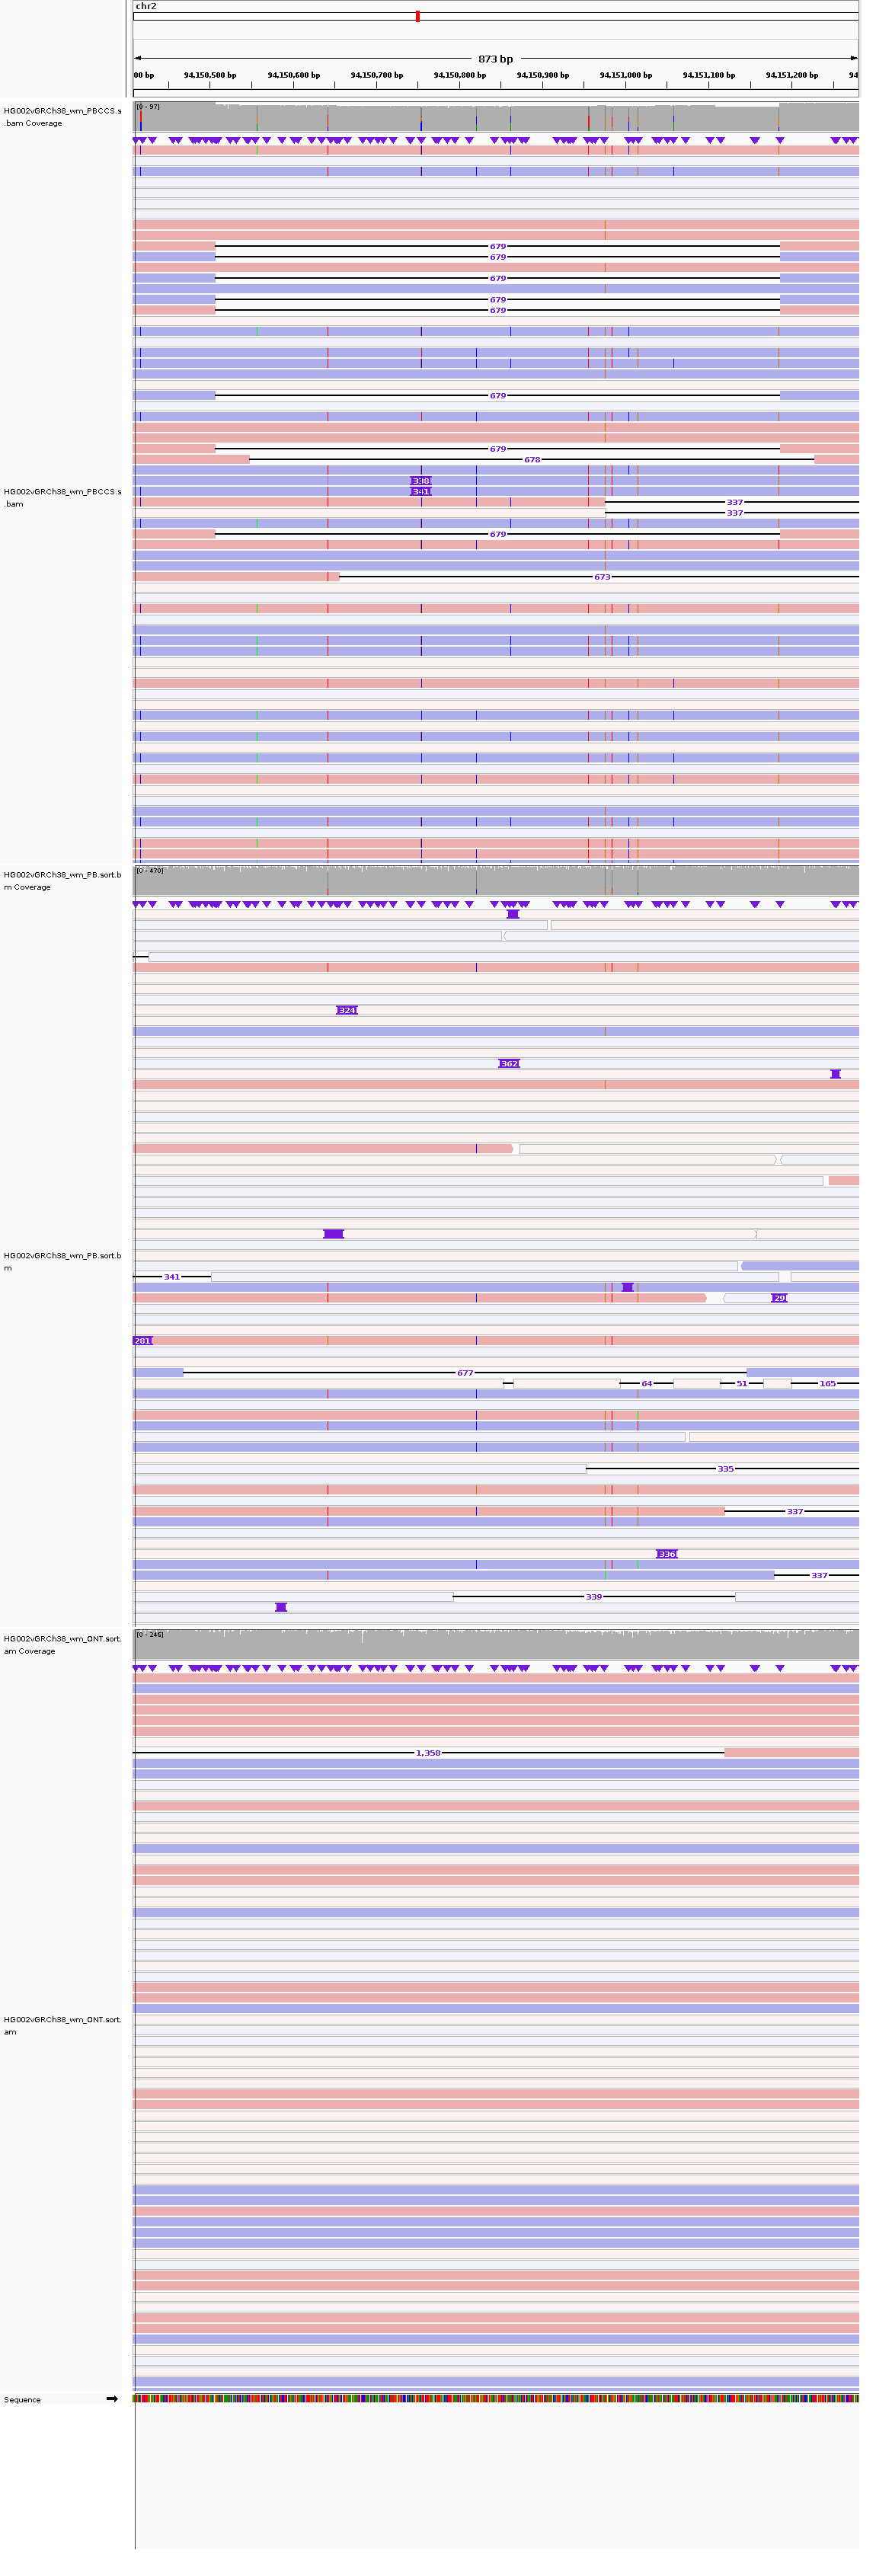 chr2
873 bp
00 bp 94,150,500 bp 94,150,600 bp 94,150,700 bp 94,150,800 bp 94,150,900 bp 94,151,000 bp 94,151,100 bp 94,151,200 bp 94
HG002vGRCh38_wm_PBCCS.s
.bam Coverage
[0 - 97]
679
679
679
679
679
679
679
678
338
341
HG002vGRCh38_wm_PBCCS.s
.bam
337
337
679
673
HG002vGRCh38_wm_PB.sort.b
m Coverage
[0 - 470]
324
362
HG002vGRCh38_wm_PB.sort.b
m
341
29
281
677
64 51 165
335
337
336
337
339
HG002vGRCh38_wm_ONT.sort.
am Coverage
[0 - 246]
1,358
HG002vGRCh38_wm_ONT.sort.
am
Sequence